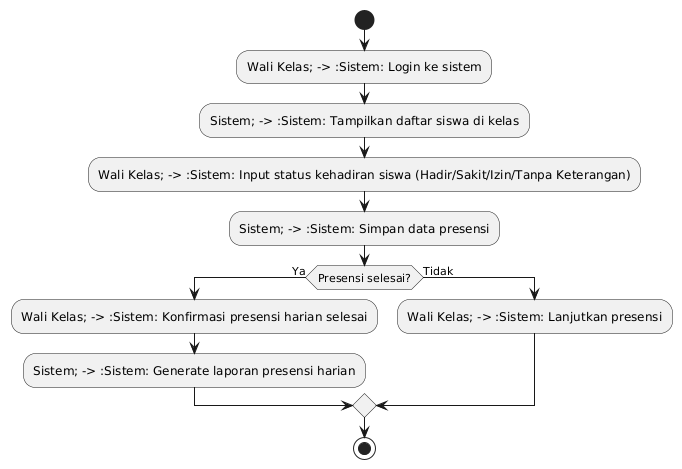 Wali Kelas; -> :Sistem: Login ke sistem
Sistem; -> :Sistem: Tampilkan daftar siswa di kelas
Wali Kelas; -> :Sistem: Input status kehadiran siswa (Hadir/Sakit/Izin/Tanpa Keterangan)
Sistem; -> :Sistem: Simpan data presensi
Ya
Presensi selesai?
Tidak
Wali Kelas; -> :Sistem: Konfirmasi presensi harian selesai
Wali Kelas; -> :Sistem: Lanjutkan presensi
Sistem; -> :Sistem: Generate laporan presensi harian